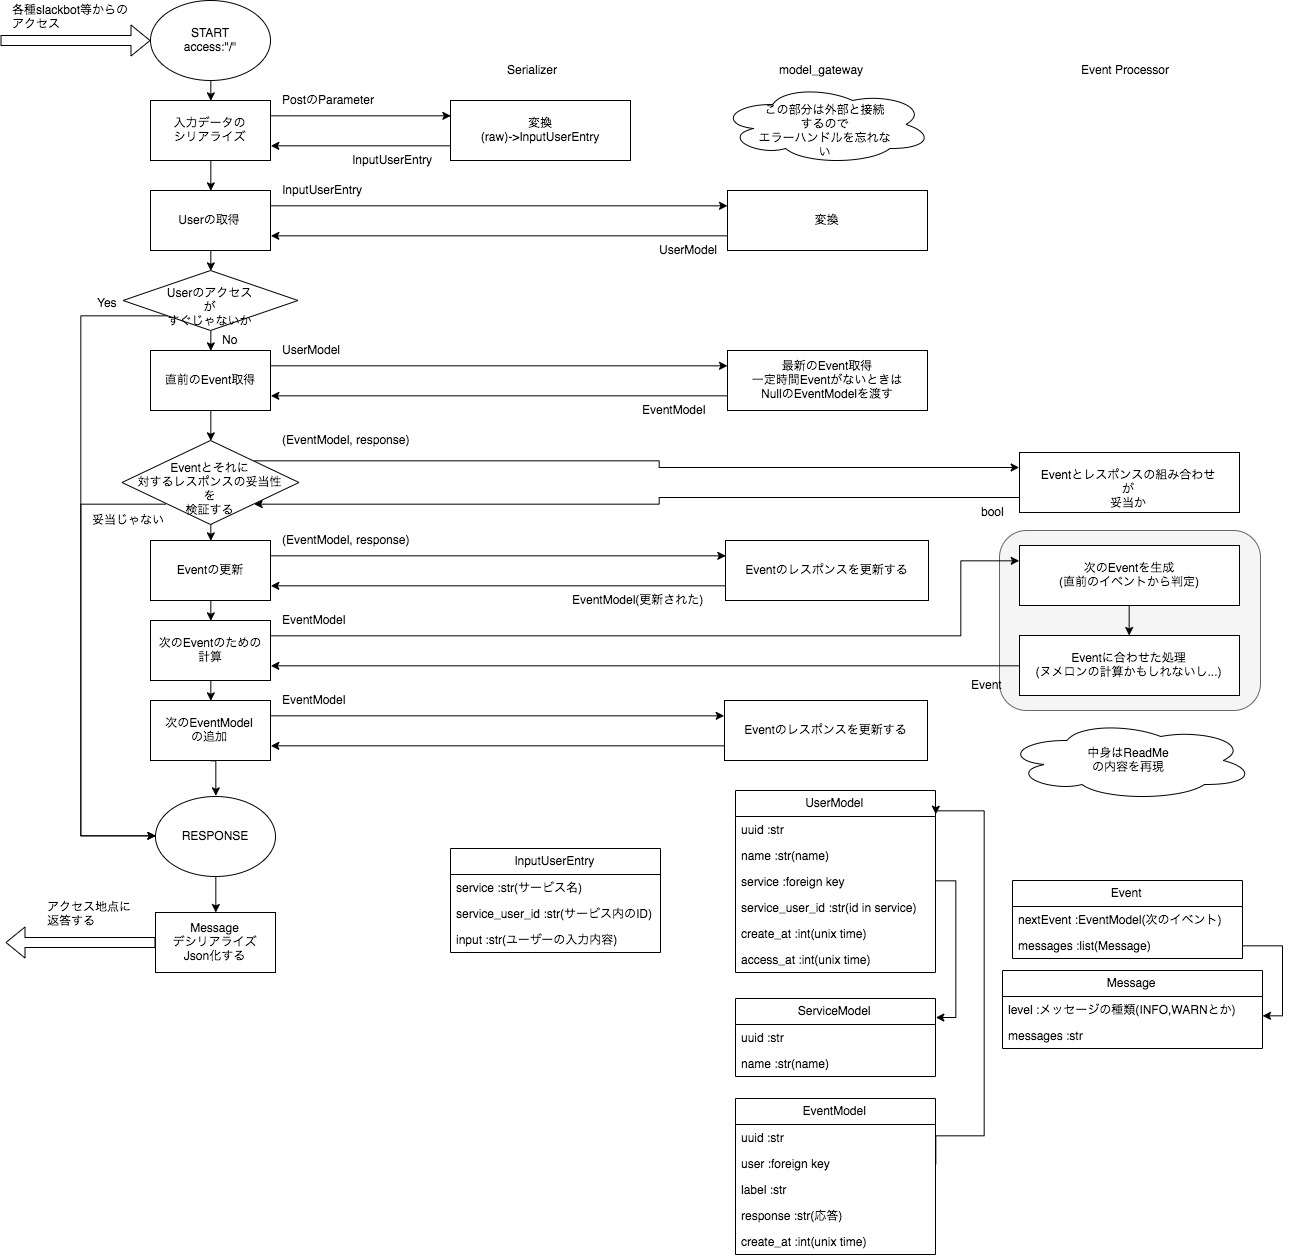 各種slackbot等からの
アクセス
START
access:"/"
Serializer
model_gateway
Event Processor
入力データの
シリアライズ
PostのParameter
InputUserEntry
変換
(raw)->InputUserEntry
この部分は外部と接続
するので
エラーハンドルを忘れな
い
Userの取得
InputUserEntry
UserModel
変換
Userのアクセス
が
すぐじゃないか
Yes
No
直前のEvent取得
UserModel
EventModel
最新のEvent取得
一定時間Eventがないときは
NullのEventModelを渡す
Eventとそれに
対するレスポンスの妥当性
を
検証する
妥当じゃない
(EventModel, response)
bool
Eventとレスポンスの組み合わせ
が
妥当か
Eventの更新
(EventModel, response)
EventModel(更新された)
Eventのレスポンスを更新する
次のEventを生成
(直前のイベントから判定)
次のEventのための
計算
EventModel
Event
Eventに合わせた処理
(ヌメロンの計算かもしれないし...)
次のEventModel
の追加
EventModel
Eventのレスポンスを更新する
中身はReadMe
の内容を再現
RESPONSE
アクセス地点に
返答する
Message
デシリアライズ
Json化する
InputUserEntry
service :str(サービス名)
service_user_id :str(サービス内のID)
input :str(ユーザーの入力内容)
UserModel
uuid :str
name :str(name)
service :foreign key
service_user_id :str(id in service)
create_at :int(unix time)
access_at :int(unix time)
ServiceModel
uuid :str
name :str(name)
EventModel
uuid :str
user :foreign key
label :str
response :str(応答)
create_at :int(unix time)
Event
nextEvent :EventModel(次のイベント)
messages :list(Message)
Message
level :メッセージの種類(INFO,WARNとか)
messages :str